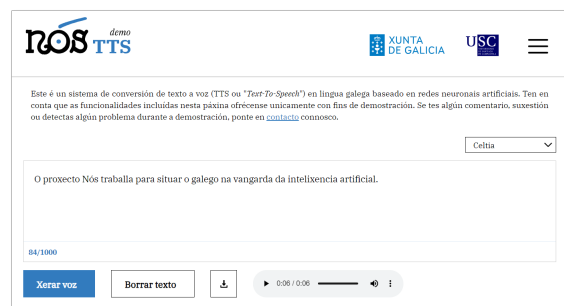 NÓS TTS demo
XUNTA
DE GALICIA
USC
Este é un sistema de conversión de texto a voz (TTS ou "Text-To-Speech") en lingua galega baseado en redes neuronais artificiais. Ten en
conta que as funcionalidades incluídas nesta páxina ofrécense unicamente con fins de demostración. Se tes algún comentario, suxestión
ou detectas algún problema durante a demostración, ponte en contacto connosco.
Celtia
O proxecto Nós traballa para situar o galego na vangarda da intelixencia artificial.
84/1000
Xerar voz
Borrar texto
0:06 / 0:06